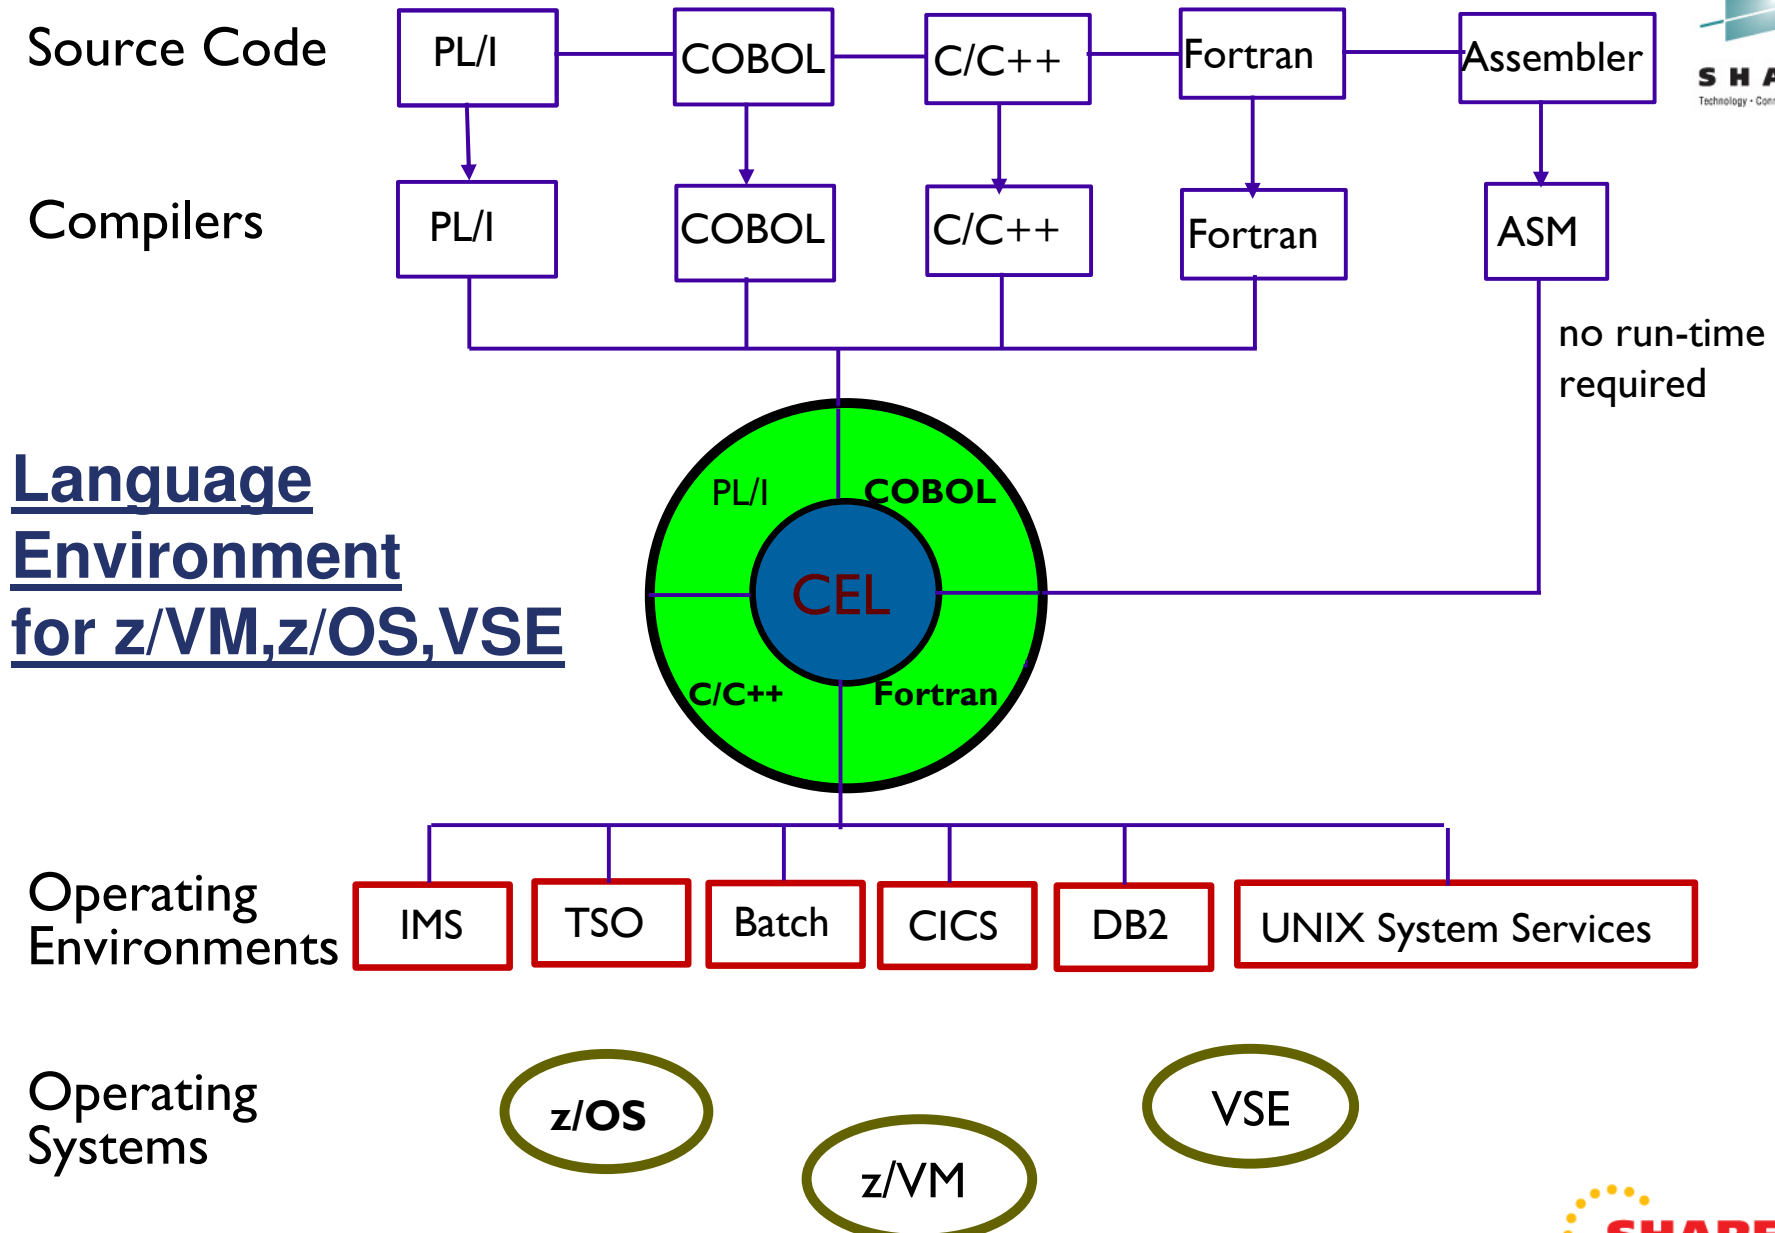 Source Code
PL/I
COBOL
C/C++
Fortran
Assembler
Compilers
PL/I
COBOL
C/C++
Fortran
ASM
no run-time
required
Language
Environment
for z/VM,z/OS,VSE
PL/I
COBOL
CEL
C/C++
Fortran
Operating
Environments
IMS
TSO
Batch
CICS
DB2
UNIX System Services
Operating
Systems
z/OS
z/VM
VSE